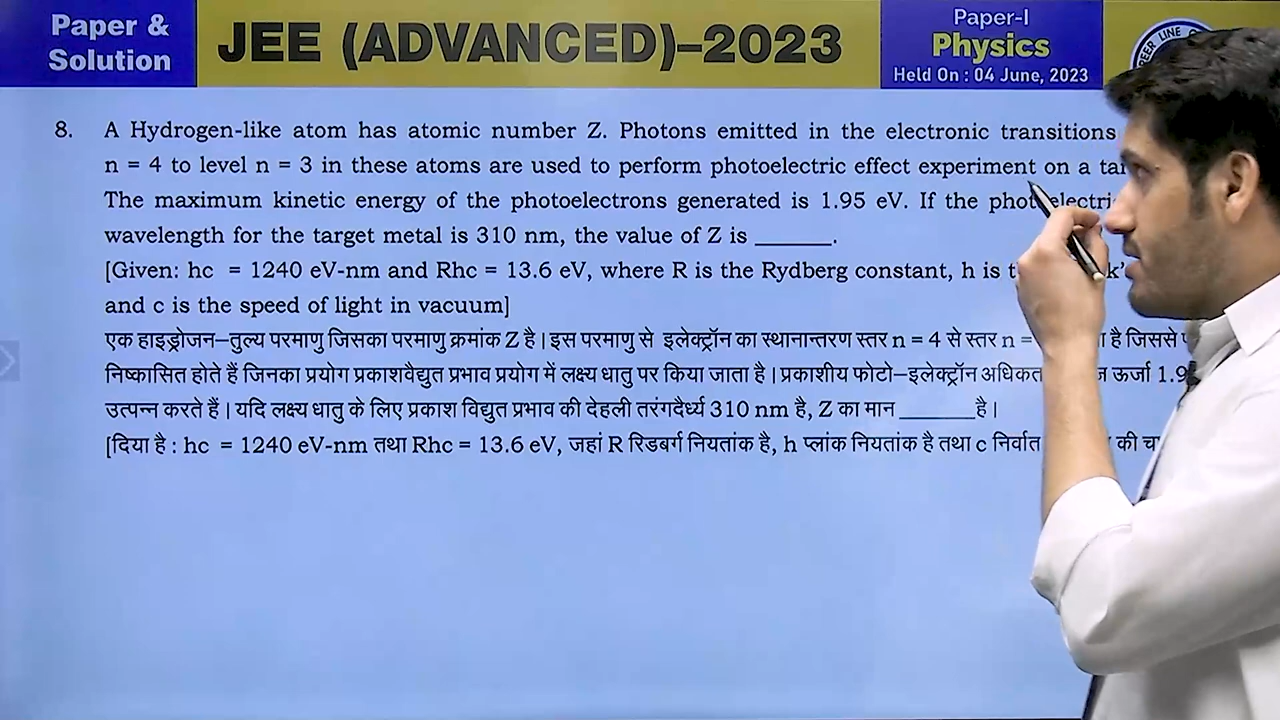 Paper &
Solution
JEE (ADVANCED)–2023
Paper-I
Physics
Held On : 04 June, 2023
LINE
8. A Hydrogen-like atom has atomic number Z. Photons emitted in the electronic transitions
n = 4 to level n = 3 in these atoms are used to perform photoelectric effect experiment on a
The maximum kinetic energy of the photoelectrons generated is 1.95 eV. If the
wavelength for the target metal is 310 nm, the value of Z is ______.
[Given: hc = 1240 eV-nm and Rhc = 13.6 eV, where R is the Rydberg constant, h is
and c is the speed of light in vacuum]
एक हाइड्रोजन–तुल्य परमाणु जिसका परमाणु क्रमांक Z है। इस परमाणु से इलेक्ट्रॉन का स्थानान्तरण स्तर n = 4 से स्तर n = है जिससे
निष्कासित होते हैं जिनका प्रयोग प्रकाशवैद्युत प्रभाव प्रयोग में लक्ष्य धातु पर किया जाता है। प्रकाशीय फोटो–इलेक्ट्रॉन ऊर्जा
उत्पन्न करते हैं। यदि लक्ष्य धातु के लिए प्रकाश विद्युत प्रभाव की देहली तरंगदैर्ध्य 310 nm है, Z का मान ______है।
[दिया है : hc = 1240 eV-nm तथा Rhc = 13.6 eV, जहां R रिडबर्ग नियतांक है, h प्लांक नियतांक है तथा c की